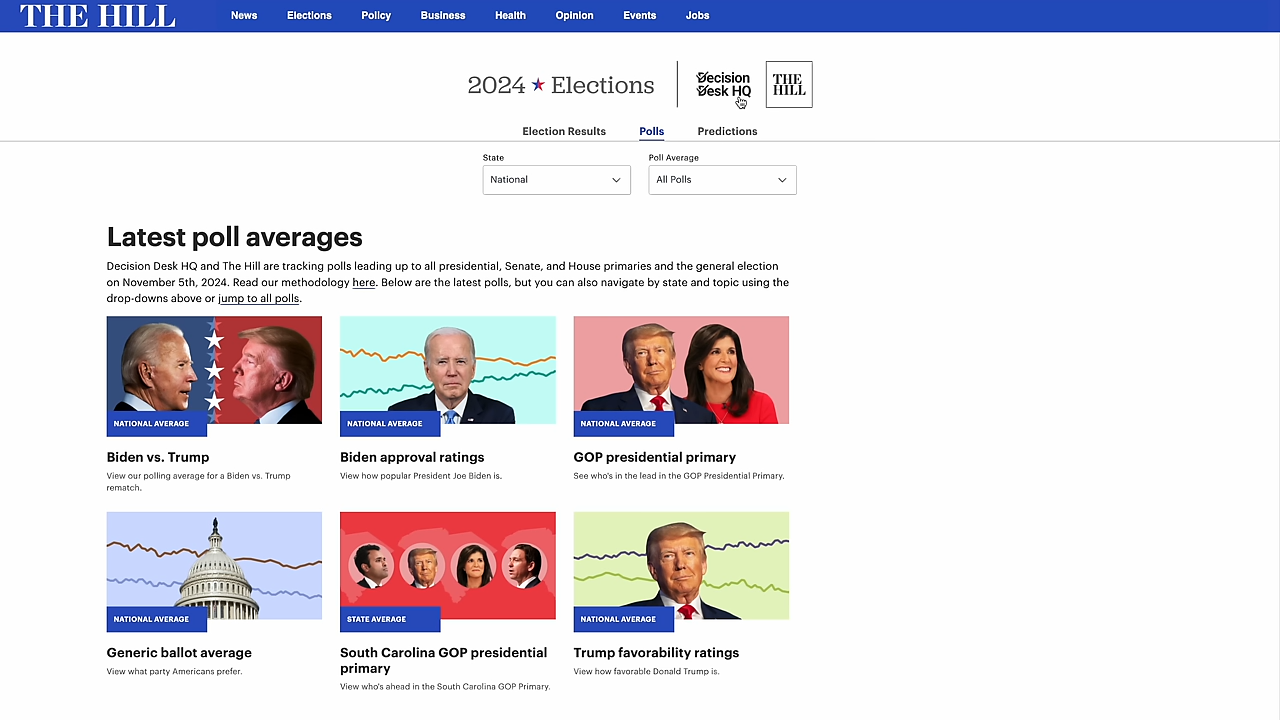 THE HILL
News
Elections
Policy
Business
Health
Opinion
Events
Jobs
2024 Elections
Decision
Desk HQ
THE
HILL
Election Results
Polls
Predictions
State
Poll Average
National
All Polls
Latest poll averages
Decision Desk HQ and The Hill are tracking polls leading up to all presidential, Senate, and House primaries and the general election
on November 5th, 2024. Read our methodology here. Below are the latest polls, but you can also navigate by state and topic using the
drop-downs above or jump to all polls.
NATIONAL AVERAGE
Biden vs. Trump
View our polling average for a Biden vs. Trump
rematch.
NATIONAL AVERAGE
Biden approval ratings
View how popular President Joe Biden is.
NATIONAL AVERAGE
GOP presidential primary
See who's in the lead in the GOP Presidential Primary.
NATIONAL AVERAGE
Generic ballot average
View what party Americans prefer.
STATE AVERAGE
South Carolina GOP presidential
primary
View who's ahead in the South Carolina GOP Primary.
NATIONAL AVERAGE
Trump favorability ratings
View how favorable Donald Trump is.